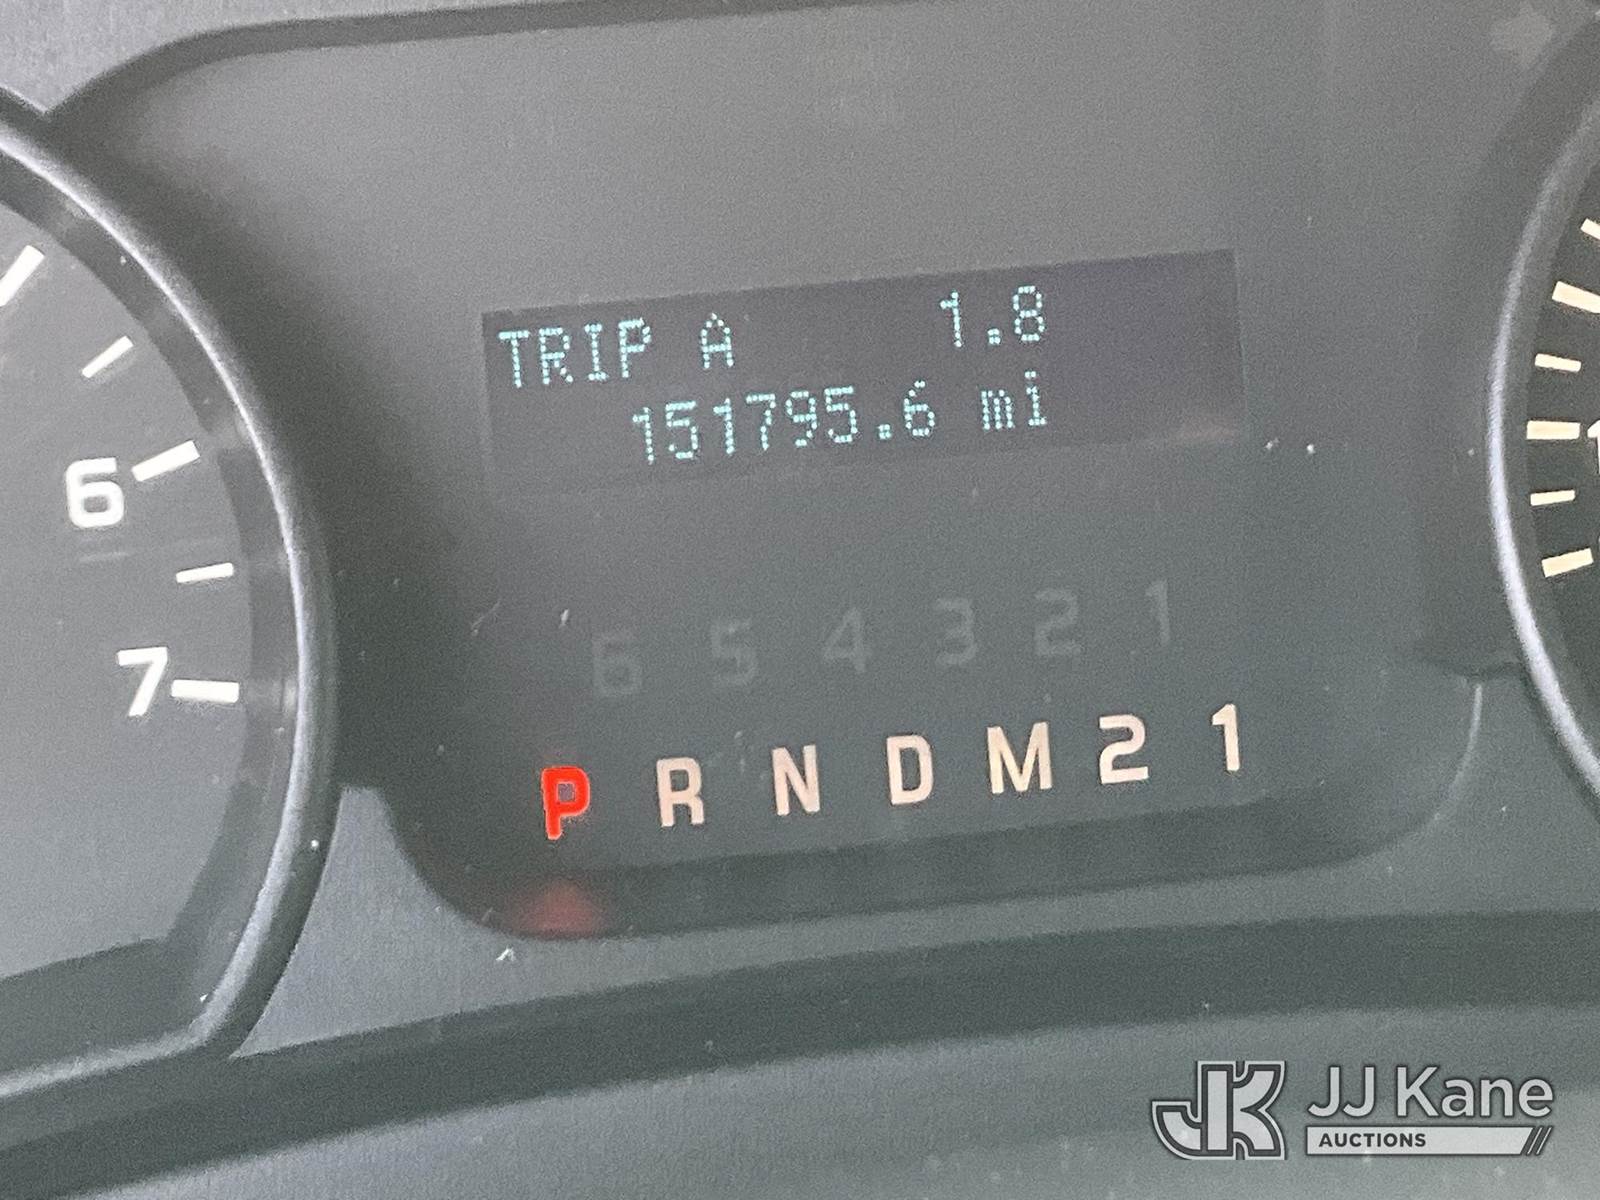 TRIP A 1.8
151795.6 mi
6
7
6 5 4 3 2 1
P R N D M 2 1
JK JJ Kane
AUCTIONS